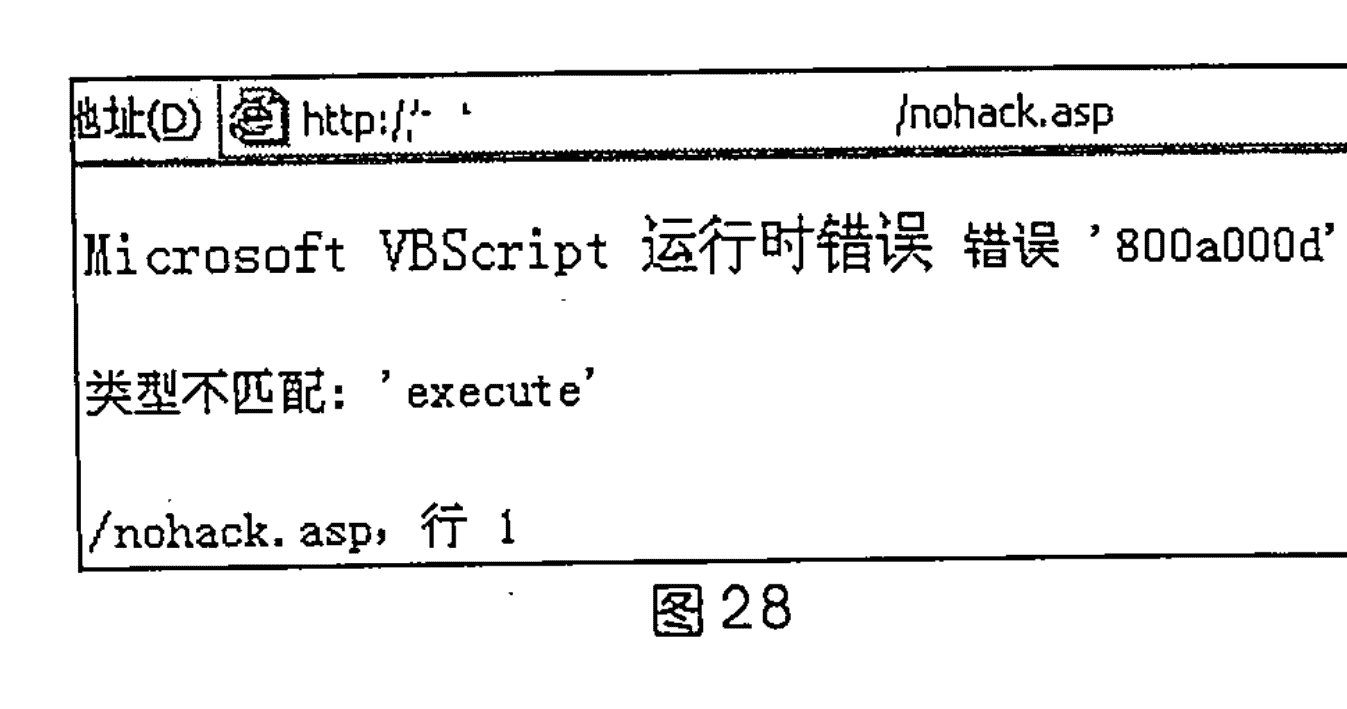 地址(D) http:// /nohack.asp
Microsoft VBScript 运行时错误 错误 '800a000d'
类型不匹配: 'execute'
/nohack.asp，行 1
图28